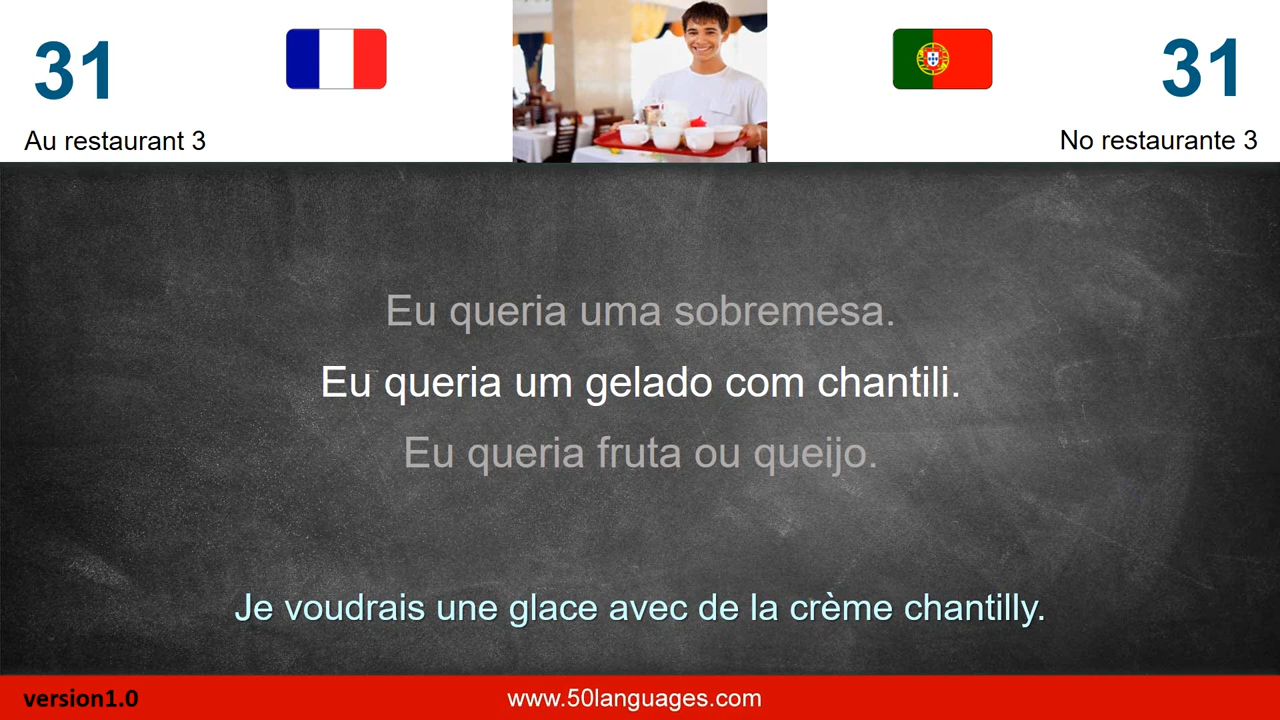 31
31
Au restaurant 3
No restaurante 3
Eu queria uma sobremesa.
Eu queria um gelado com chantili.
Eu queria fruta ou queijo.
Je voudrais une glace avec de la crème chantilly.
version1.0
www.50languages.com